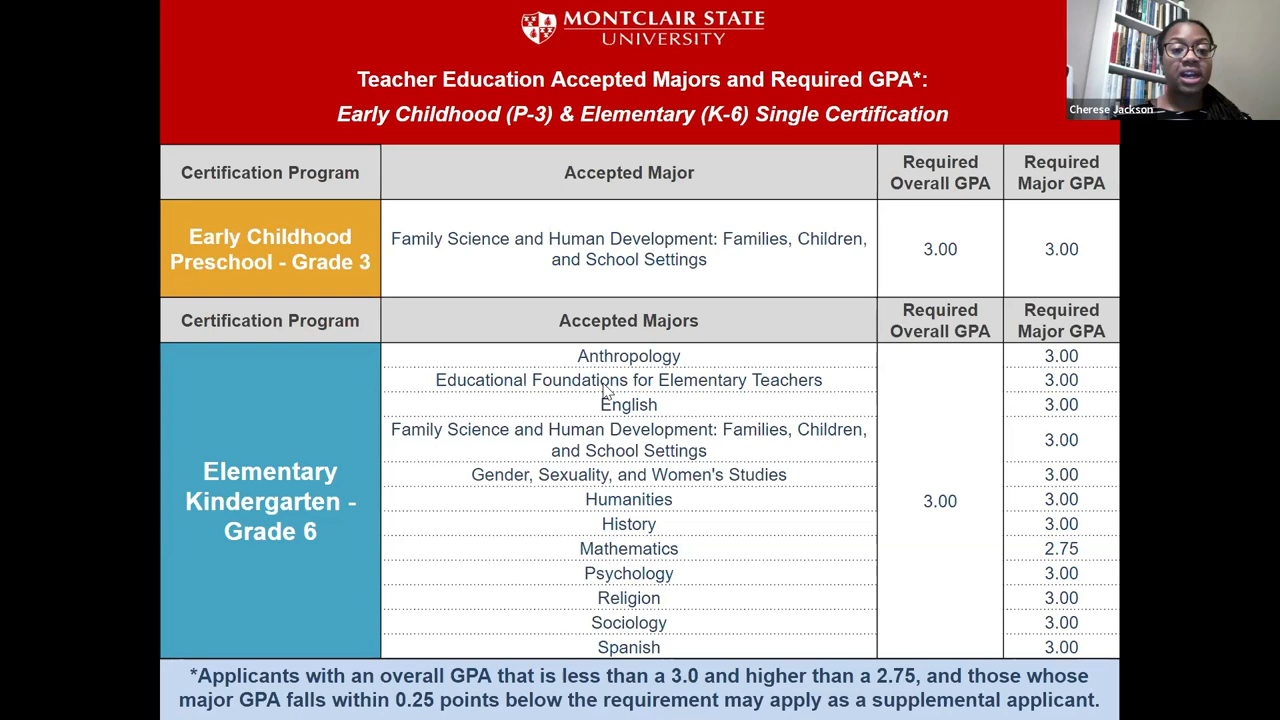 MONTCLAIR STATE
UNIVERSITY
Teacher Education Accepted Majors and Required GPA*:
Early Childhood (P-3) & Elementary (K-6) Single Certification
Cherese Jackson
Certification Program
Accepted Major
Required
Overall GPA
Required
Major GPA
Early Childhood
Preschool - Grade 3
Family Science and Human Development: Families, Children,
and School Settings
3.00
3.00
Certification Program
Accepted Majors
Required
Overall GPA
Required
Major GPA
Elementary
Kindergarten -
Grade 6
Anthropology
3.00
Educational Foundations for Elementary Teachers
3.00
English
3.00
Family Science and Human Development: Families, Children,
and School Settings
3.00
Gender, Sexuality, and Women's Studies
3.00
Humanities
3.00
3.00
History
3.00
Mathematics
2.75
Psychology
3.00
Religion
3.00
Sociology
3.00
Spanish
3.00
*Applicants with an overall GPA that is less than a 3.0 and higher than a 2.75, and those whose
major GPA falls within 0.25 points below the requirement may apply as a supplemental applicant.